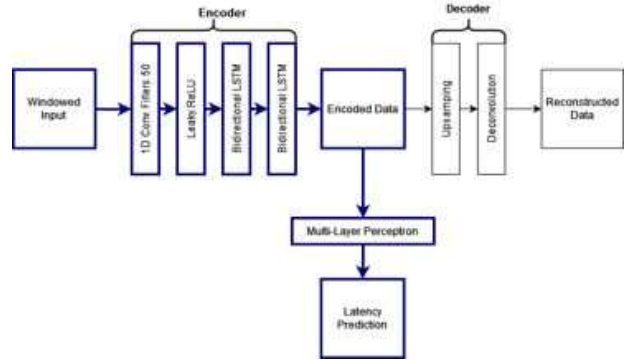 Encoder
Decoder
Windowed
Input
1D Conv Filters 50
Leaky ReLU
Bidirectional LSTM
Bidirectional LSTM
Encoded Data
Upsamping
Deconvolution
Reconstructed
Data
Multi-Layer Perceptron
Latency
Prediction